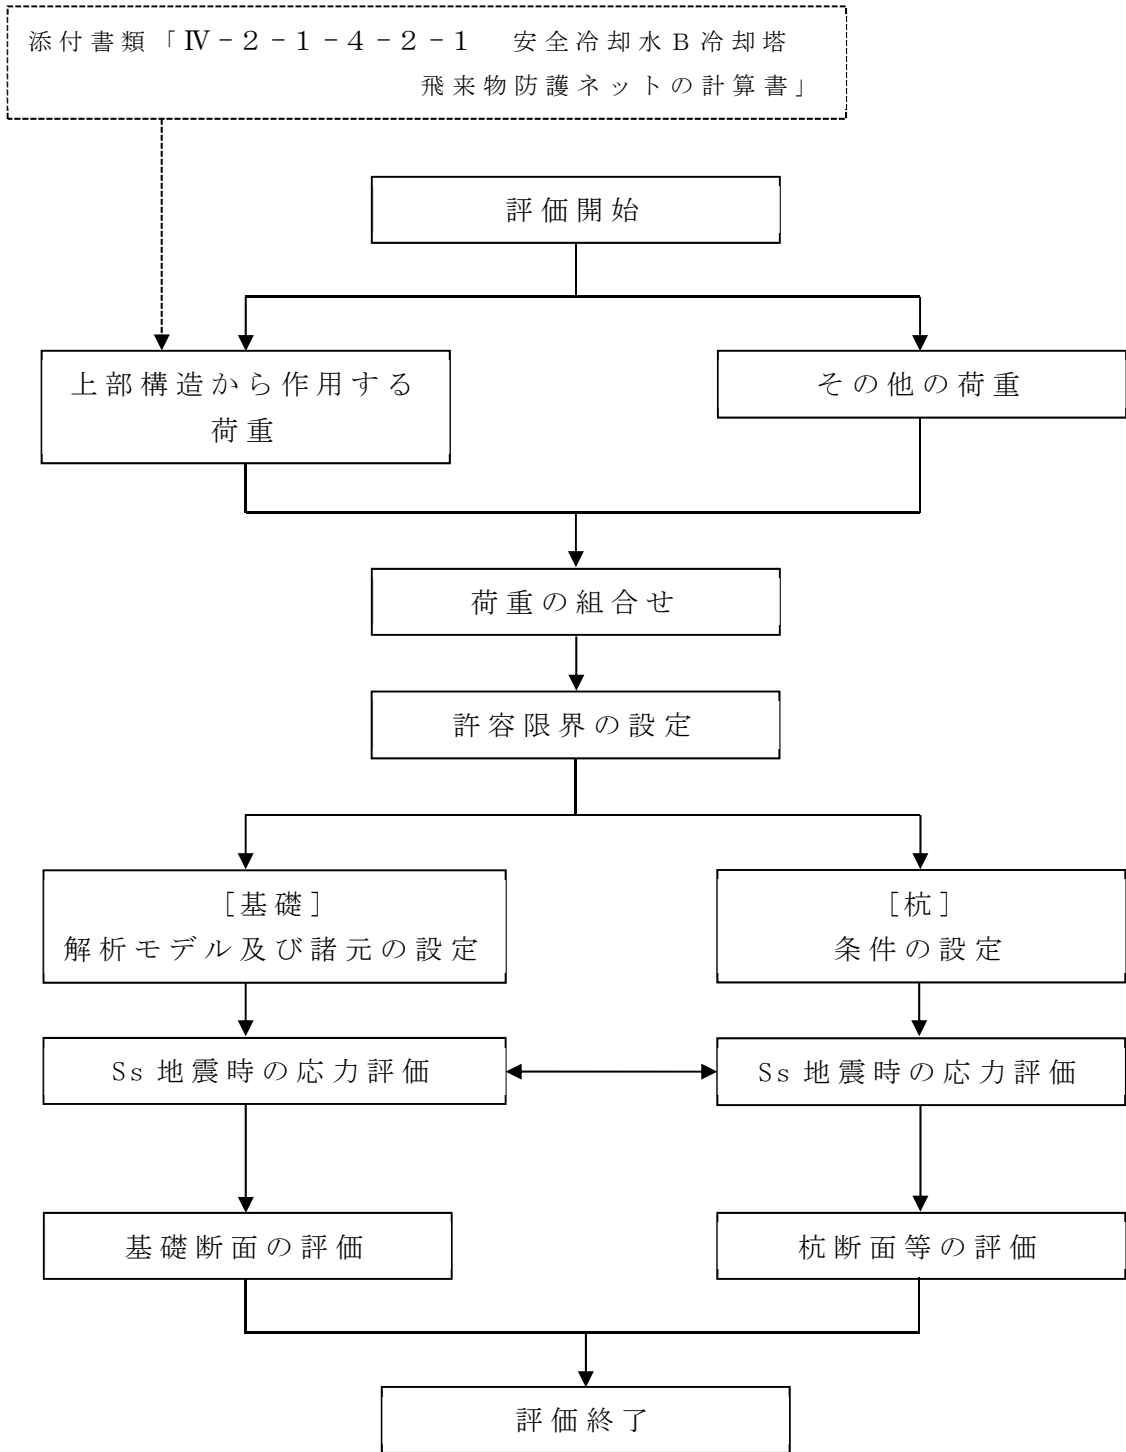 添付書類「Ⅳ-2-1-4-2-1　安全冷却水B冷却塔
飛来物防護ネットの計算書」
評価開始
上部構造から作用する
荷重
その他の荷重
荷重の組合せ
許容限界の設定
[基礎]
解析モデル及び諸元の設定
[杭]
条件の設定
Ss地震時の応力評価
Ss地震時の応力評価
基礎断面の評価
杭断面等の評価
評価終了